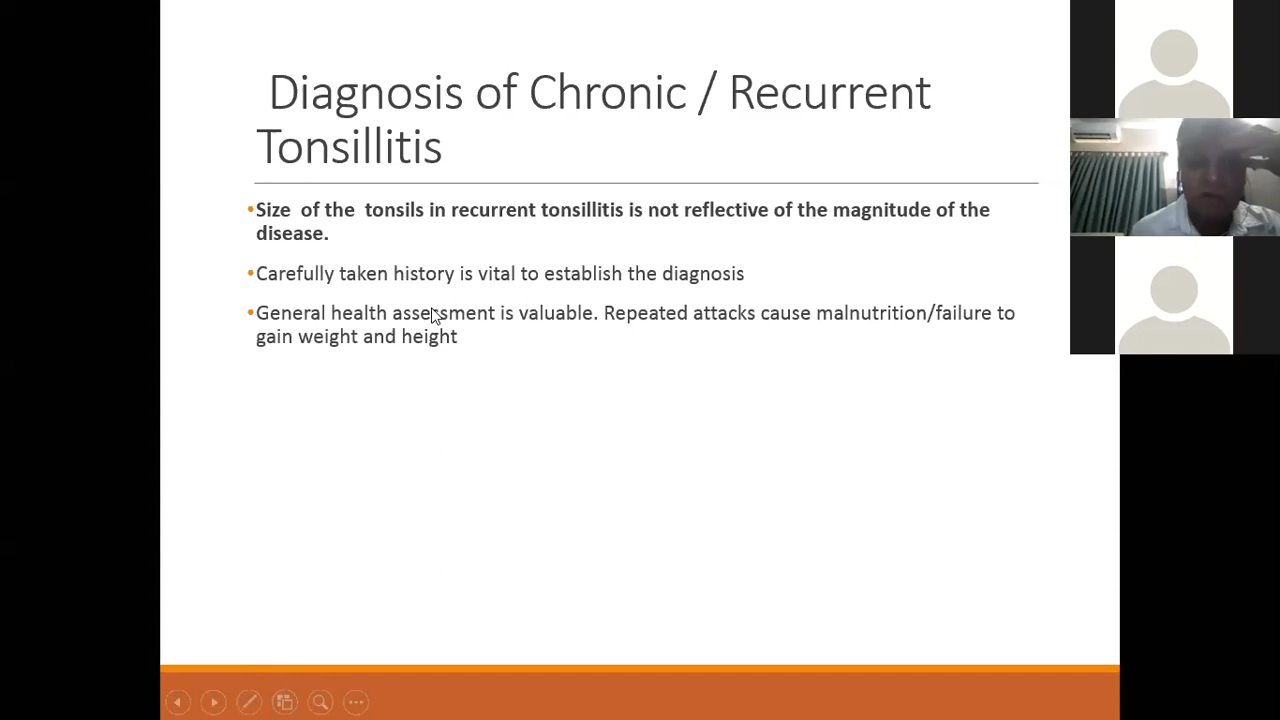 Diagnosis of Chronic / Recurrent
Tonsillitis
•Size of the tonsils in recurrent tonsillitis is not reflective of the magnitude of the
disease.
•Carefully taken history is vital to establish the diagnosis
•General health assessment is valuable. Repeated attacks cause malnutrition/failure to
gain weight and height